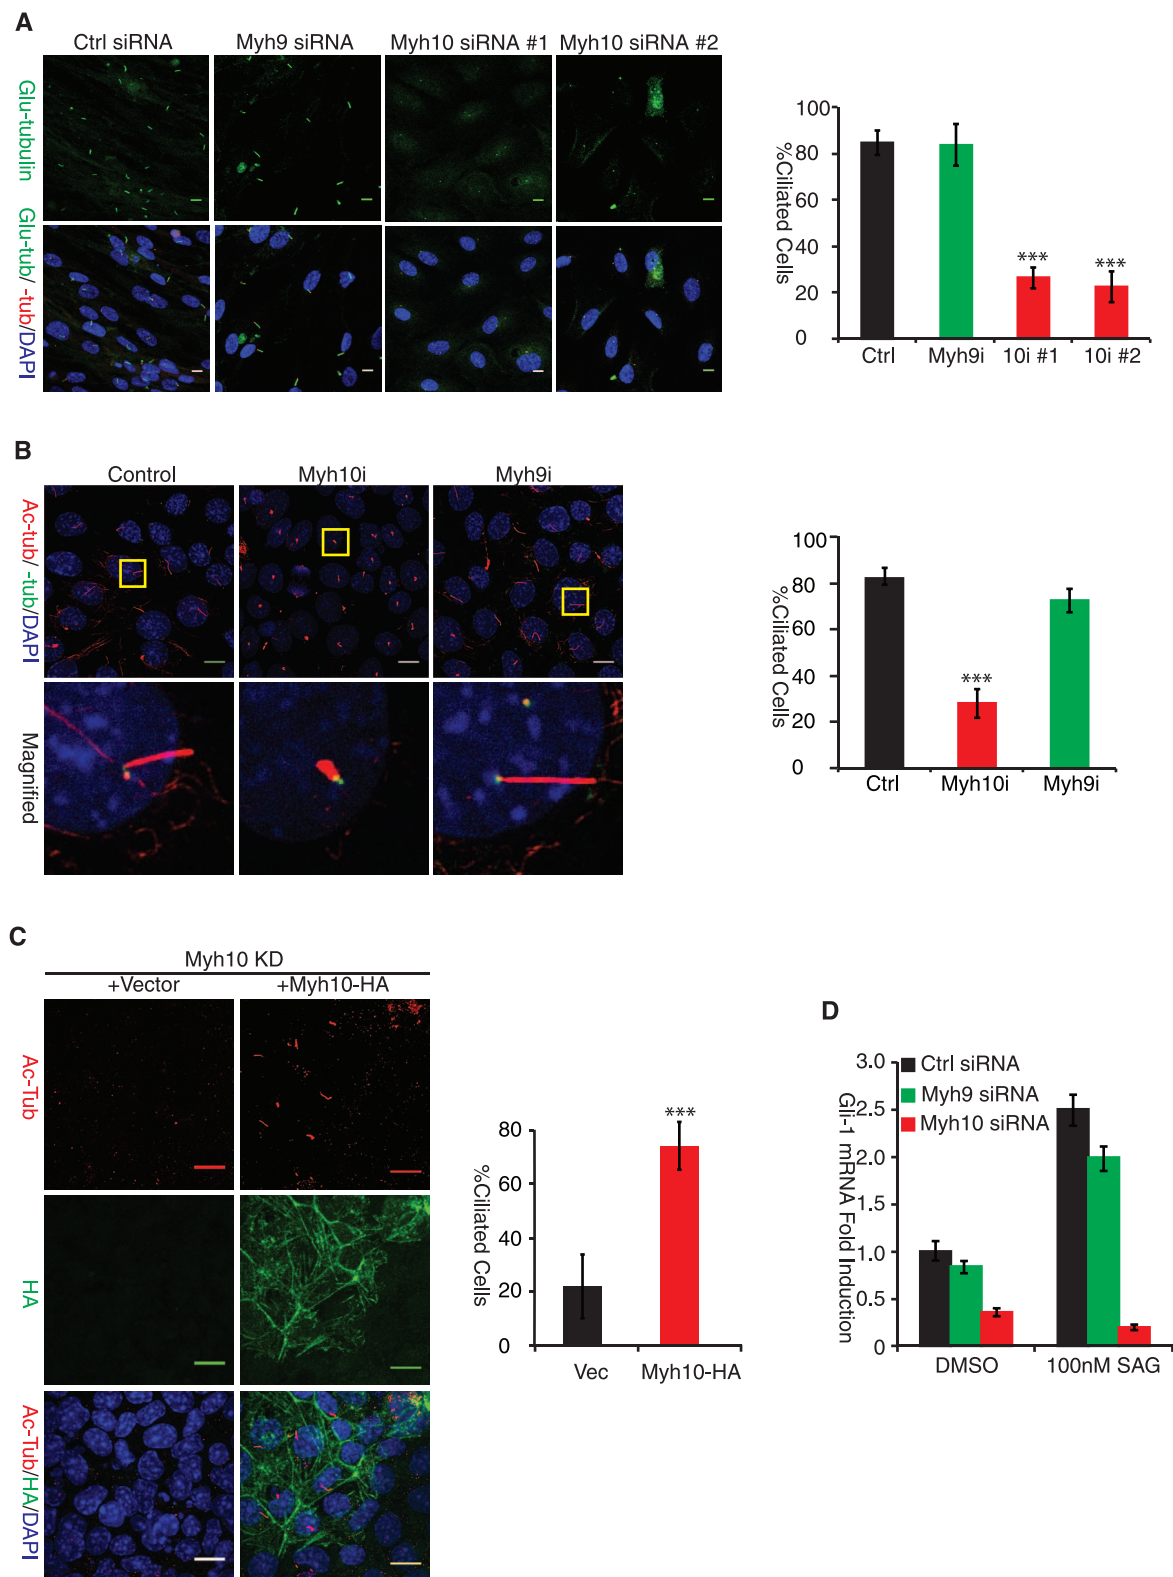 A
Ctrl siRNA
Myh9 siRNA
Myh10 siRNA #1
Myh10 siRNA #2
Glu-tubulin
Glu-tub/ -tub/DAPI
%Ciliated Cells
100
80
60
40
20
0
***
***
Ctrl
Myh9i
10i #1
10i #2
B
Control
Myh10i
Myh9i
Ac-tub/ -tub/DAPI
Magnified
%Ciliated Cells
100
80
60
40
20
0
***
Ctrl
Myh10i
Myh9i
C
Myh10 KD
+Vector
+Myh10-HA
Ac-Tub
HA
Ac-Tub/HA/DAPI
%Ciliated Cells
80
60
40
20
0
***
Vec
Myh10-HA
D
Gli-1 mRNA Fold Induction
3.0
2.5
2.0
1.5
1.0
0.5
0
Ctrl siRNA
Myh9 siRNA
Myh10 siRNA
DMSO
100nM SAG